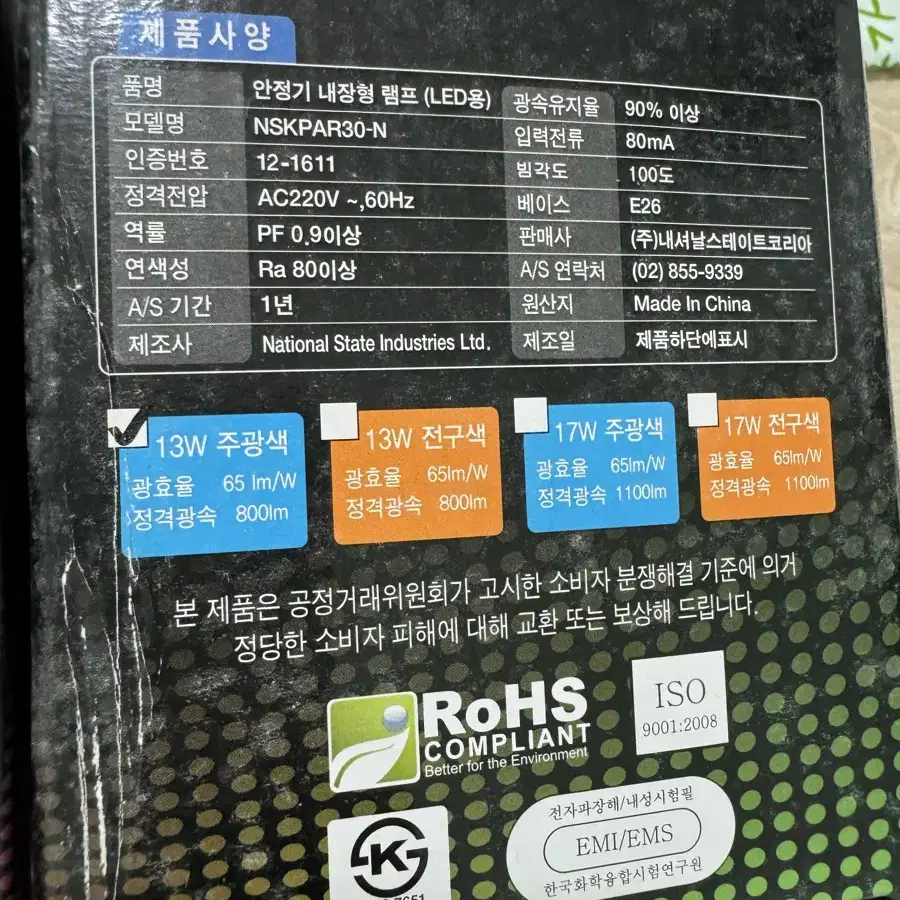 제품사양
품명 안정기 내장형 램프 (LED용) 광속유지율 90% 이상
모델명 NSKPAR30-N 입력전류 80mA
인증번호 12-1611 빔각도 100도
정격전압 AC220V ~,60Hz 베이스 E26
역률 PF 0.9이상 판매사 (주)내셔날스테이트코리아
연색성 Ra 80이상 A/S 연락처 (02) 855-9339
A/S 기간 1년 원산지 Made In China
제조사 National State Industries Ltd. 제조일 제품하단에표시
13W 주광색 13W 전구색 17W 주광색 17W 전구색
광효율 65 lm/W 광효율 65lm/W 광효율 65lm/W 광효율 65lm/W
정격광속 800lm 정격광속 800lm 정격광속 1100lm 정격광속 1100lm
본 제품은 공정거래위원회가 고시한 소비자 분쟁해결 기준에 의거
정당한 소비자 피해에 대해 교환 또는 보상해 드립니다.
RoHS
COMPLIANT
Better for the Environment
ISO
9001:2008
전자파장해/내성시험필
EMI/EMS
한국화학융합시험연구원